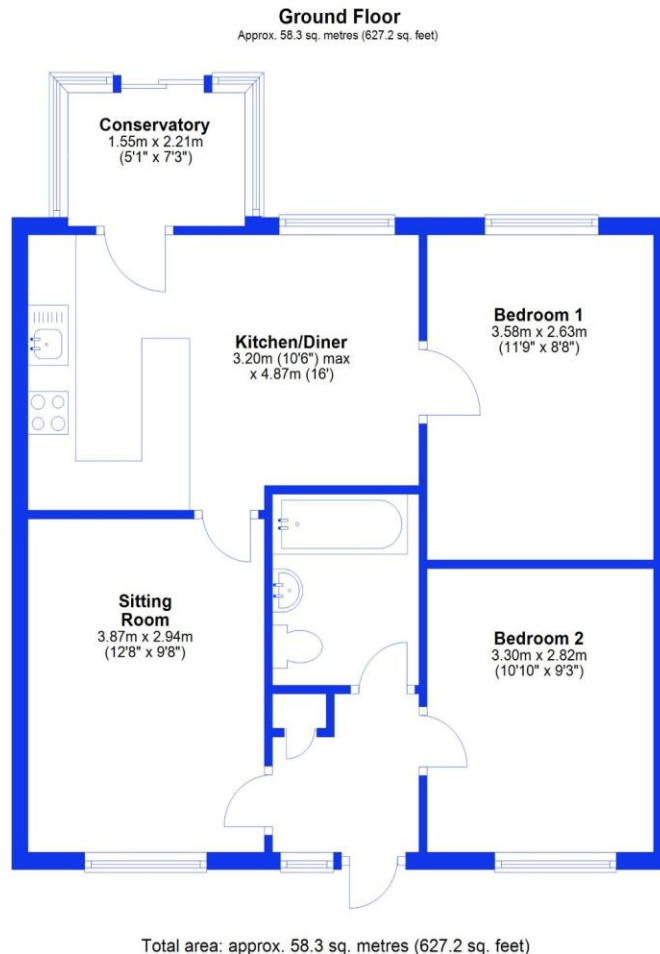 Ground Floor
Approx. 58.3 sq. metres (627.2 sq. feet)
Conservatory
1.55m x 2.21m
(5'1" x 7'3")
Kitchen/Diner
3.20m (10'6") max
x 4.87m (16')
Bedroom 1
3.58m x 2.63m
(11'9" x 8'8")
Sitting
Room
3.87m x 2.94m
(12'8" x 9'8")
Bedroom 2
3.30m x 2.82m
(10'10" x 9'3")
Total area: approx. 58.3 sq. metres (627.2 sq. feet)